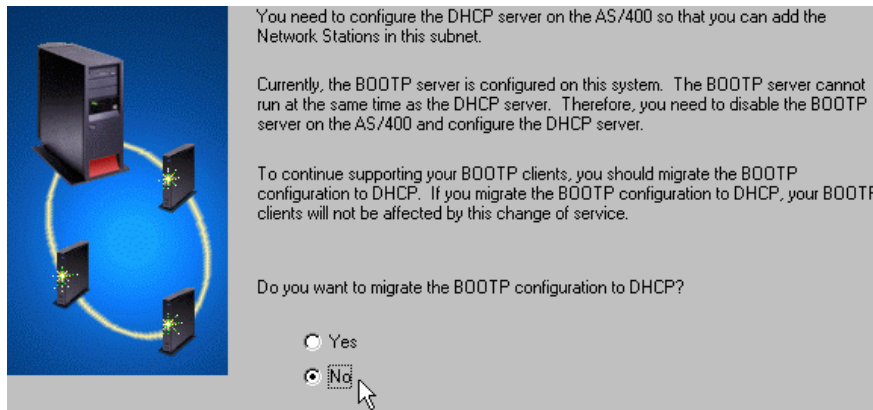 You need to configure the DHCP server on the AS/400 so that you can add the
Network Stations in this subnet.
Currently, the BOOTP server is configured on this system. The BOOTP server cannot
run at the same time as the DHCP server. Therefore, you need to disable the BOOTP
server on the AS/400 and configure the DHCP server.
To continue supporting your BOOTP clients, you should migrate the BOOTP
configuration to DHCP. If you migrate the BOOTP configuration to DHCP, your BOOTP
clients will not be affected by this change of service.
Do you want to migrate the BOOTP configuration to DHCP?
Yes
No